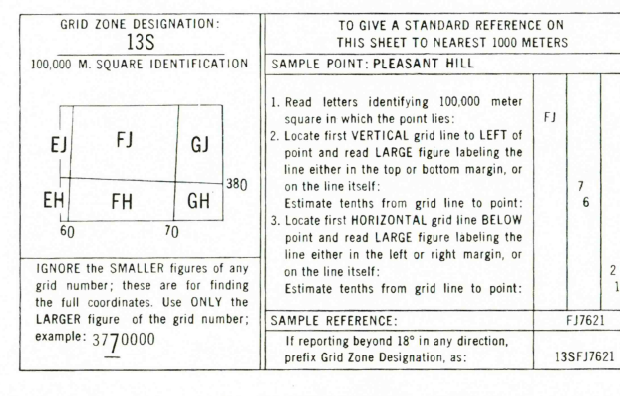 GRID ZONE DESIGNATION:
13S
100,000 M. SQUARE IDENTIFICATION
EJ
FJ
GJ
380
EH
FH
GH
60
70
IGNORE the SMALLER figures of any
grid number; these are for finding
the full coordinates. Use ONLY the
LARGER figure of the grid number;
example: 3770000
TO GIVE A STANDARD REFERENCE ON
THIS SHEET TO NEAREST 1000 METERS
SAMPLE POINT: PLEASANT HILL
1. Read letters identifying 100,000 meter
square in which the point lies: FJ
2. Locate first VERTICAL grid line to LEFT of
point and read LARGE figure labeling the
line either in the top or bottom margin, or
on the line itself: 7
Estimate tenths from grid line to point: 6
3. Locate first HORIZONTAL grid line BELOW
point and read LARGE figure labeling the
line either in the left or right margin, or
on the line itself: 2
Estimate tenths from grid line to point: 1
SAMPLE REFERENCE: FJ7621
If reporting beyond 18° in any direction,
prefix Grid Zone Designation, as: 13SFJ7621